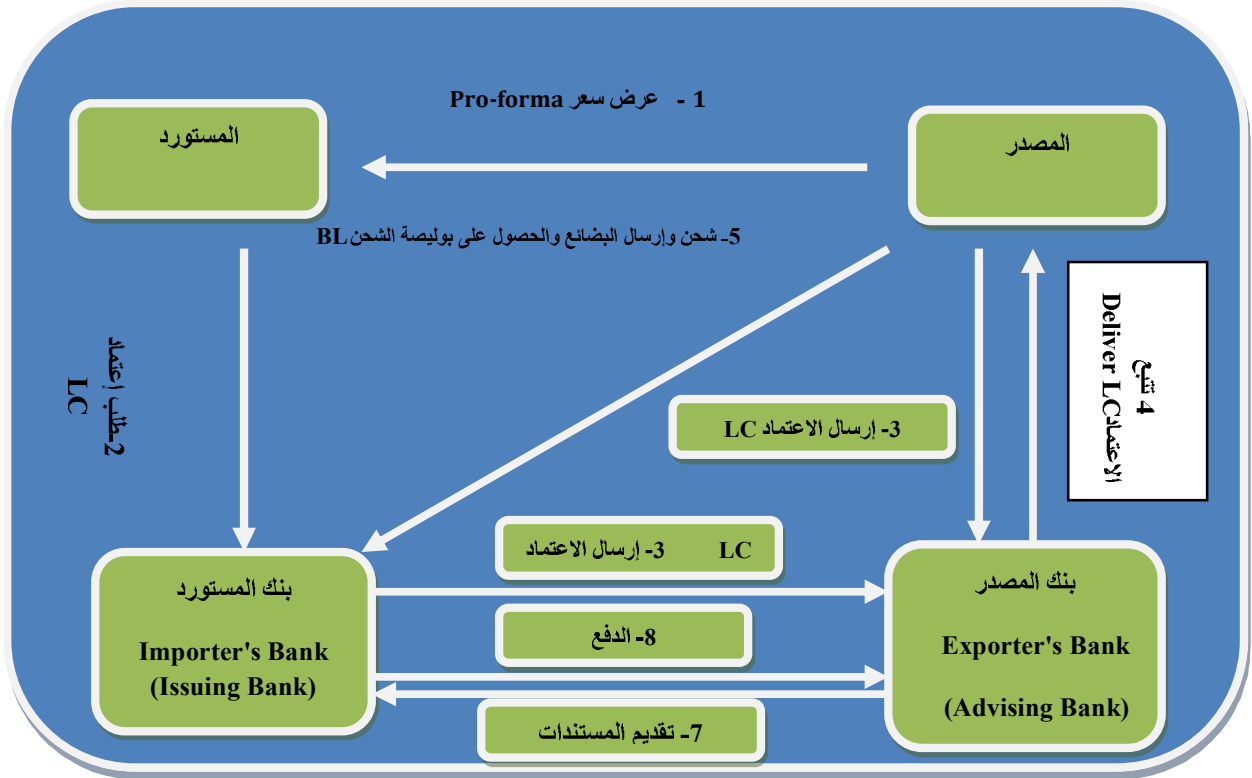 1 - عرض سعر Pro-forma
المصدر
المستورد
5- شحن وإرسال البضائع والحصول على بوليصة الشحن BL
2-طلب إعتماد
LC
4 تتبع
الاعتماد Deliver LC
3- إرسال الاعتماد LC
3- إرسال الاعتماد LC
8- الدفع
7- تقديم المستندات
بنك المصدر
Exporter's Bank
(Advising Bank)
بنك المستورد
Importer's Bank
(Issuing Bank)